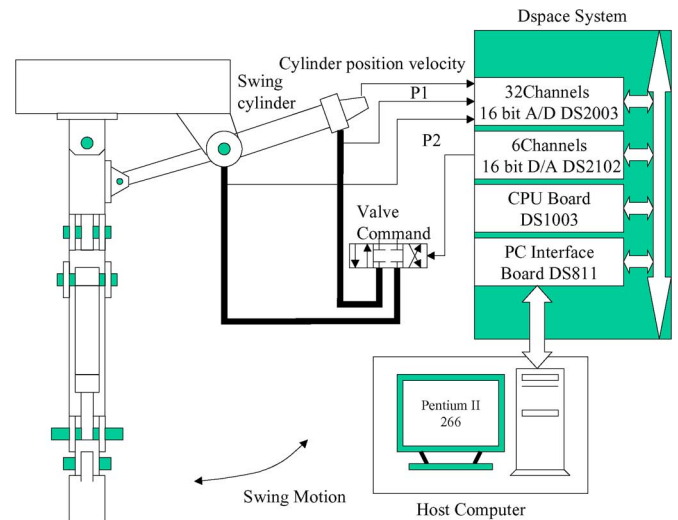 Dspace System
Cylinder position velocity
Swing
cylinder
P1
32Channels
16 bit A/D DS2003
P2
6Channels
16 bit D/A DS2102
CPU Board
DS1003
Valve
Command
PC Interface
Board DS811
Pentium II
266
Swing Motion
Host Computer